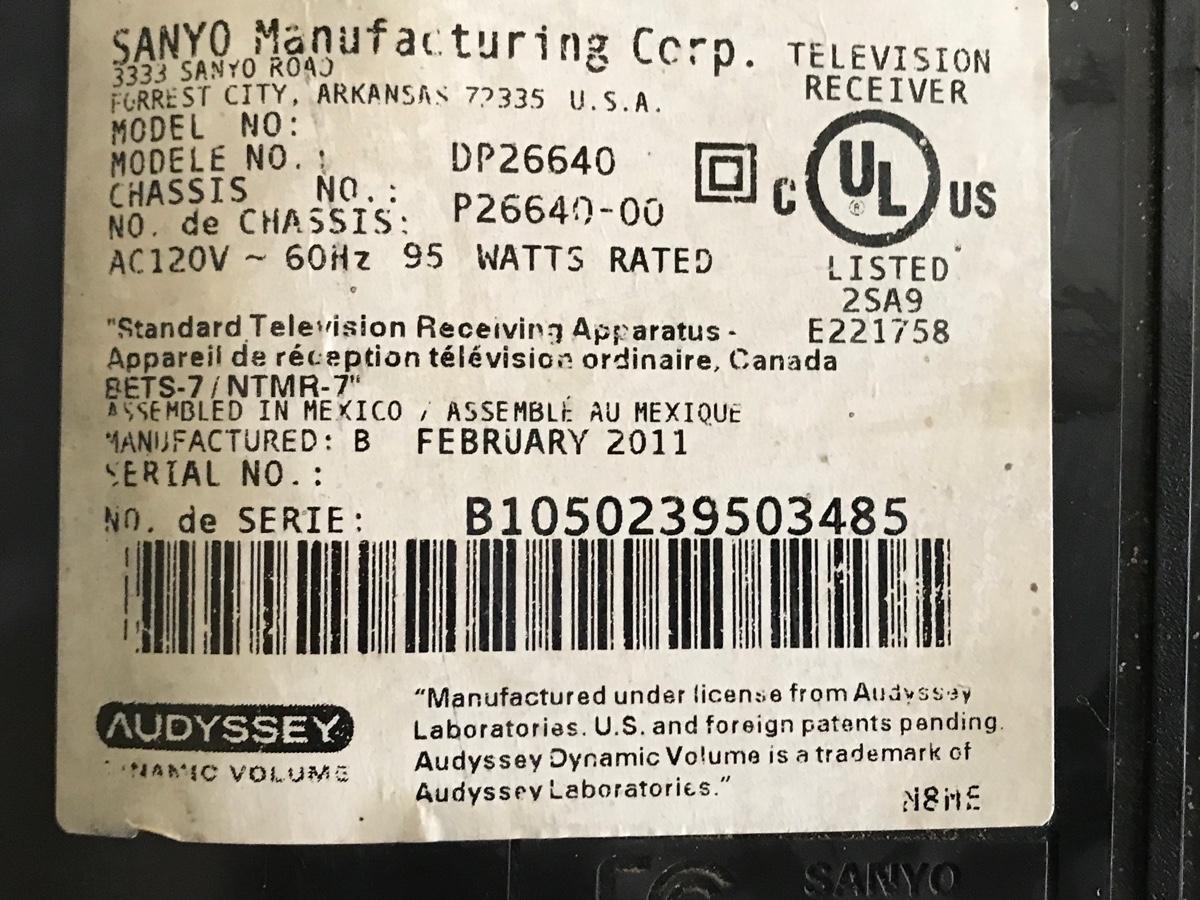 SANYO Manufacturing Corp.
3333 SANYO ROAD
FORREST CITY, ARKANSAS 72335 U.S.A.
TELEVISION
RECEIVER
MODEL NO:
MODELE NO.: DP26640
CHASSIS NO.:
NO. de CHASSIS: P26640-00
AC120V ~ 60Hz 95 WATTS RATED
C UL ® US
LISTED
2SA9
E221758
"Standard Television Receiving Apparatus -
Appareil de réception télévision ordinaire, Canada
BETS-7/NTMR-7"
ASSEMBLED IN MEXICO / ASSEMBLÉ AU MEXIQUE
MANUFACTURED: B FEBRUARY 2011
SERIAL NO.:
NO. de SERIE: B1050239503485
AUDYSSEY
DYNAMIC VOLUME
"Manufactured under license from Audyssey
Laboratories. U.S. and foreign patents pending.
Audyssey Dynamic Volume is a trademark of
Audyssey Laboratories."
SANYO